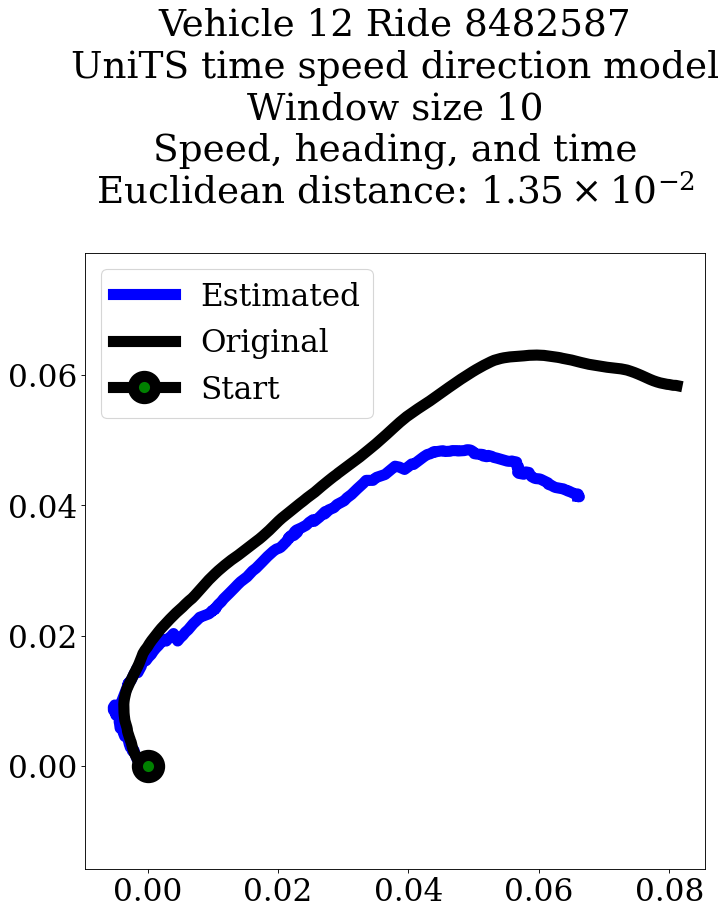 Vehicle 12 Ride 8482587
UniTS time speed direction model
Window size 10
Speed, heading, and time
Euclidean distance: 1.35 × 10⁻²
Estimated
Original
Start
0.06
0.04
0.02
0.00
0.00 0.02 0.04 0.06 0.08